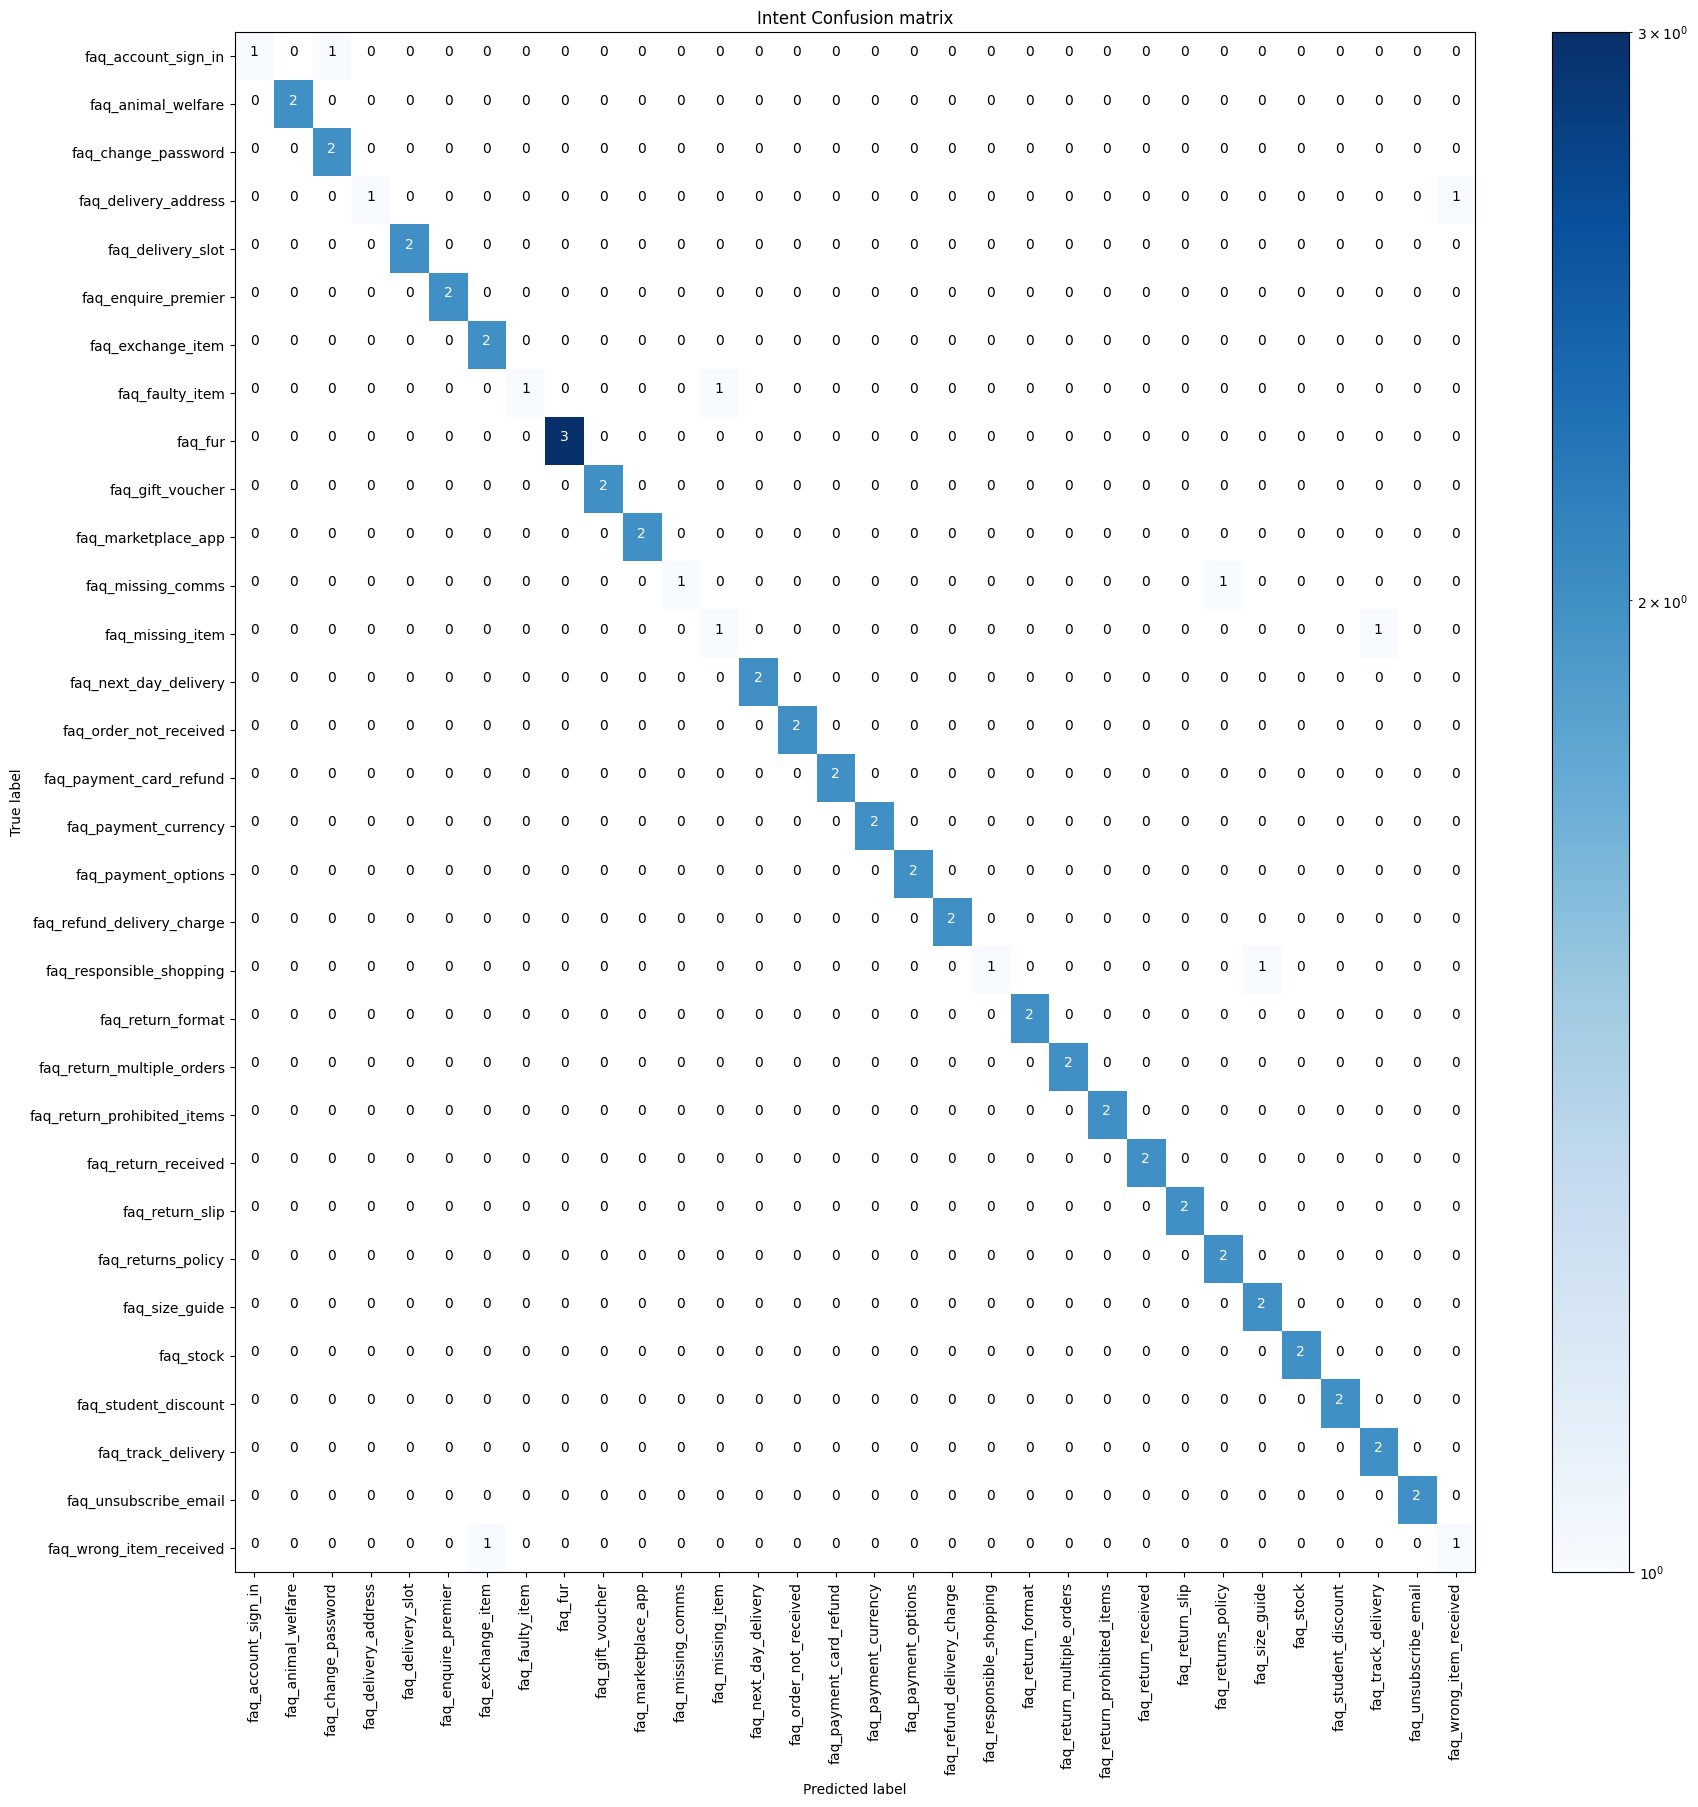 Intent Confusion matrix
faq_account_sign_in 1 0 1 0 0 0 0 0 0 0 0 0 0 0 0 0 0 0 0 0 0 0 0 0 0 0 0 0 0 0 0 0
faq_animal_welfare 0 2 0 0 0 0 0 0 0 0 0 0 0 0 0 0 0 0 0 0 0 0 0 0 0 0 0 0 0 0 0 0
faq_change_password 0 0 2 0 0 0 0 0 0 0 0 0 0 0 0 0 0 0 0 0 0 0 0 0 0 0 0 0 0 0 0 0
faq_delivery_address 0 0 0 1 0 0 0 0 0 0 0 0 0 0 0 0 0 0 0 0 0 0 0 0 0 0 0 0 0 0 0 1
faq_delivery_slot 0 0 0 0 2 0 0 0 0 0 0 0 0 0 0 0 0 0 0 0 0 0 0 0 0 0 0 0 0 0 0 0
faq_enquire_premier 0 0 0 0 0 2 0 0 0 0 0 0 0 0 0 0 0 0 0 0 0 0 0 0 0 0 0 0 0 0 0 0
faq_exchange_item 0 0 0 0 0 0 2 0 0 0 0 0 0 0 0 0 0 0 0 0 0 0 0 0 0 0 0 0 0 0 0 0
faq_faulty_item 0 0 0 0 0 0 0 1 0 0 0 0 1 0 0 0 0 0 0 0 0 0 0 0 0 0 0 0 0 0 0 0
faq_fur 0 0 0 0 0 0 0 0 3 0 0 0 0 0 0 0 0 0 0 0 0 0 0 0 0 0 0 0 0 0 0 0
faq_gift_voucher 0 0 0 0 0 0 0 0 0 2 0 0 0 0 0 0 0 0 0 0 0 0 0 0 0 0 0 0 0 0 0 0
faq_marketplace_app 0 0 0 0 0 0 0 0 0 0 2 0 0 0 0 0 0 0 0 0 0 0 0 0 0 0 0 0 0 0 0 0
faq_missing_comms 0 0 0 0 0 0 0 0 0 0 0 1 0 0 0 0 0 0 0 0 0 0 0 0 0 1 0 0 0 0 0 0
faq_missing_item 0 0 0 0 0 0 0 0 0 0 0 0 1 0 0 0 0 0 0 0 0 0 0 0 0 0 0 0 0 1 0 0
faq_next_day_delivery 0 0 0 0 0 0 0 0 0 0 0 0 0 2 0 0 0 0 0 0 0 0 0 0 0 0 0 0 0 0 0 0
faq_order_not_received 0 0 0 0 0 0 0 0 0 0 0 0 0 0 2 0 0 0 0 0 0 0 0 0 0 0 0 0 0 0 0 0
faq_payment_card_refund 0 0 0 0 0 0 0 0 0 0 0 0 0 0 0 2 0 0 0 0 0 0 0 0 0 0 0 0 0 0 0 0
faq_payment_currency 0 0 0 0 0 0 0 0 0 0 0 0 0 0 0 0 2 0 0 0 0 0 0 0 0 0 0 0 0 0 0 0
faq_payment_options 0 0 0 0 0 0 0 0 0 0 0 0 0 0 0 0 0 2 0 0 0 0 0 0 0 0 0 0 0 0 0 0
faq_refund_delivery_charge 0 0 0 0 0 0 0 0 0 0 0 0 0 0 0 0 0 0 2 0 0 0 0 0 0 0 0 0 0 0 0 0
faq_responsible_shopping 0 0 0 0 0 0 0 0 0 0 0 0 0 0 0 0 0 0 0 1 0 0 0 0 0 0 1 0 0 0 0 0
faq_return_format 0 0 0 0 0 0 0 0 0 0 0 0 0 0 0 0 0 0 0 0 2 0 0 0 0 0 0 0 0 0 0 0
faq_return_multiple_orders 0 0 0 0 0 0 0 0 0 0 0 0 0 0 0 0 0 0 0 0 0 2 0 0 0 0 0 0 0 0 0 0
faq_return_prohibited_items 0 0 0 0 0 0 0 0 0 0 0 0 0 0 0 0 0 0 0 0 0 0 2 0 0 0 0 0 0 0 0 0
faq_return_received 0 0 0 0 0 0 0 0 0 0 0 0 0 0 0 0 0 0 0 0 0 0 0 2 0 0 0 0 0 0 0 0
faq_return_slip 0 0 0 0 0 0 0 0 0 0 0 0 0 0 0 0 0 0 0 0 0 0 0 0 2 0 0 0 0 0 0 0
faq_returns_policy 0 0 0 0 0 0 0 0 0 0 0 0 0 0 0 0 0 0 0 0 0 0 0 0 0 2 0 0 0 0 0 0
faq_size_guide 0 0 0 0 0 0 0 0 0 0 0 0 0 0 0 0 0 0 0 0 0 0 0 0 0 0 2 0 0 0 0 0
faq_stock 0 0 0 0 0 0 0 0 0 0 0 0 0 0 0 0 0 0 0 0 0 0 0 0 0 0 0 2 0 0 0 0
faq_student_discount 0 0 0 0 0 0 0 0 0 0 0 0 0 0 0 0 0 0 0 0 0 0 0 0 0 0 0 0 2 0 0 0
faq_track_delivery 0 0 0 0 0 0 0 0 0 0 0 0 0 0 0 0 0 0 0 0 0 0 0 0 0 0 0 0 0 2 0 0
faq_unsubscribe_email 0 0 0 0 0 0 0 0 0 0 0 0 0 0 0 0 0 0 0 0 0 0 0 0 0 0 0 0 0 0 2 0
faq_wrong_item_received 0 0 0 0 0 0 1 0 0 0 0 0 0 0 0 0 0 0 0 0 0 0 0 0 0 0 0 0 0 0 0 1
True label
faq_account_sign_in
faq_animal_welfare
faq_change_password
faq_delivery_address
faq_delivery_slot
faq_enquire_premier
faq_exchange_item
faq_faulty_item
faq_fur
faq_gift_voucher
faq_marketplace_app
faq_missing_comms
faq_missing_item
faq_next_day_delivery
faq_order_not_received
faq_payment_card_refund
faq_payment_currency
faq_payment_options
faq_refund_delivery_charge
faq_responsible_shopping
faq_return_format
faq_return_multiple_orders
faq_return_prohibited_items
faq_return_received
faq_return_slip
faq_returns_policy
faq_size_guide
faq_stock
faq_student_discount
faq_track_delivery
faq_unsubscribe_email
faq_wrong_item_received
Predicted label
3 × 10⁰
2 × 10⁰
10⁰